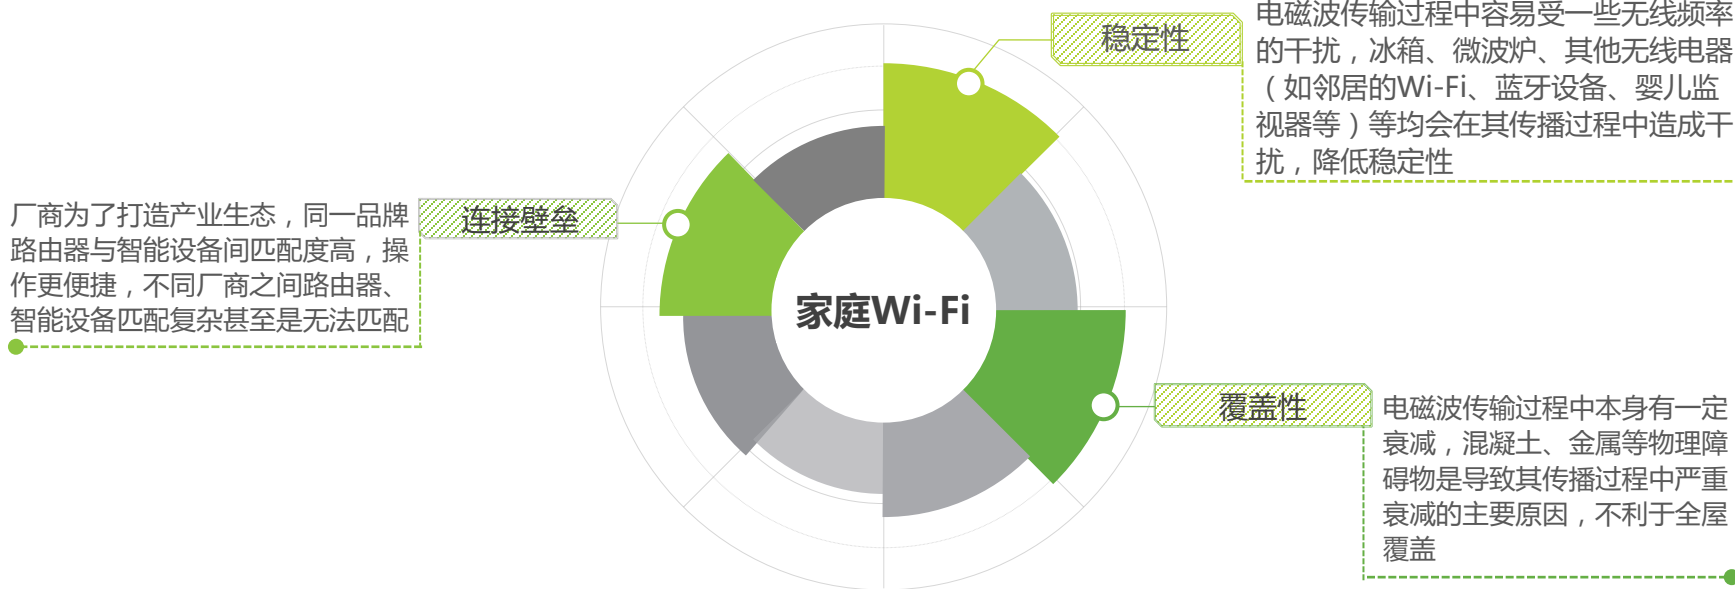 稳定性
电磁波传输过程中容易受一些无线频率
的干扰，冰箱、微波炉、其他无线电器
（如邻居的Wi-Fi、蓝牙设备、婴儿监
视器等）等均会在其传播过程中造成干
扰，降低稳定性
连接壁垒
厂商为了打造产业生态，同一品牌
路由器与智能设备间匹配度高，操
作更便捷，不同厂商之间路由器、
智能设备匹配复杂甚至是无法匹配
家庭Wi-Fi
覆盖性
电磁波传输过程中本身有一定
衰减，混凝土、金属等物理障
碍物是导致其传播过程中严重
衰减的主要原因，不利于全屋
覆盖